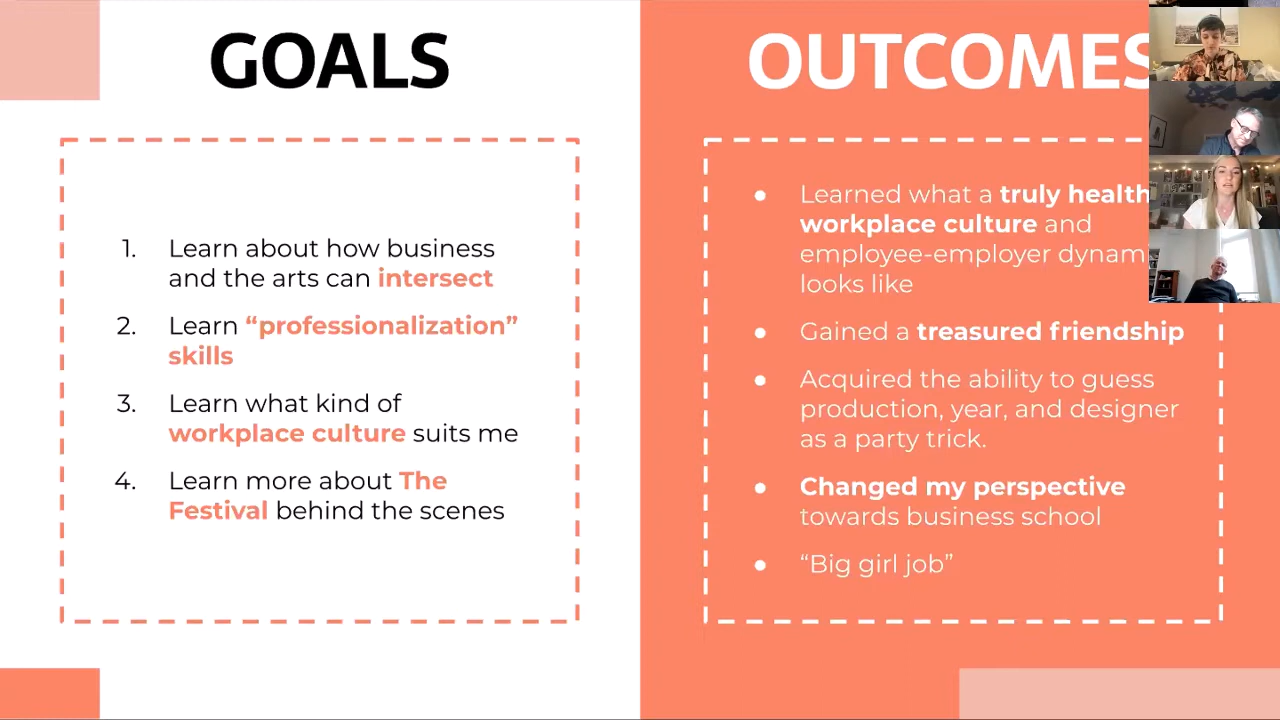 GOALS
1. Learn about how business
and the arts can intersect
2. Learn “professionalization”
skills
3. Learn what kind of
workplace culture suits me
4. Learn more about The
Festival behind the scenes
OUTCOMES
● Learned what a truly health
workplace culture and
employee-employer dynam
looks like
● Gained a treasured friendship
● Acquired the ability to guess
production, year, and designer
as a party trick.
● Changed my perspective
towards business school
● “Big girl job”